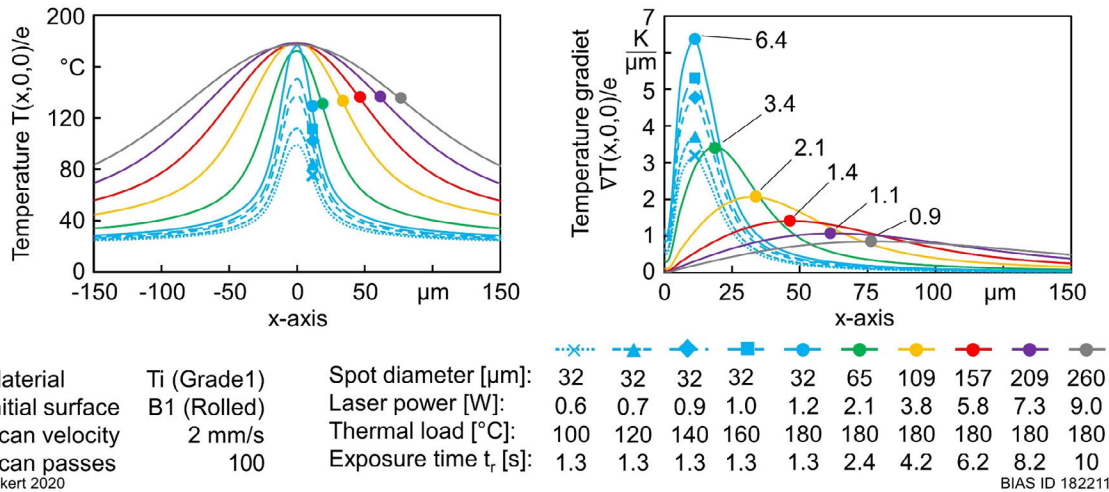 Temperature T(x,0,0)/e
200
°C
120
80
40
0
-150 -100 -50 0 50 µm 150
x-axis
Temperature gradiet
∇T(x,0,0)/e
7
K
µm
5
4
3
2
1
0
6.4
3.4
2.1
1.4
1.1
0.9
0 25 50 75 100 µm 150
x-axis
aterial Ti (Grade1)
itial surface B1 (Rolled)
can velocity 2 mm/s
can passes 100
kert 2020
Spot diameter [µm]: 32 32 32 32 32 65 109 157 209 260
Laser power [W]: 0.6 0.7 0.9 1.0 1.2 2.1 3.8 5.8 7.3 9.0
Thermal load [°C]: 100 120 140 160 180 180 180 180 180 180
Exposure time tr [s]: 1.3 1.3 1.3 1.3 1.3 2.4 4.2 6.2 8.2 10
BIAS ID 182211